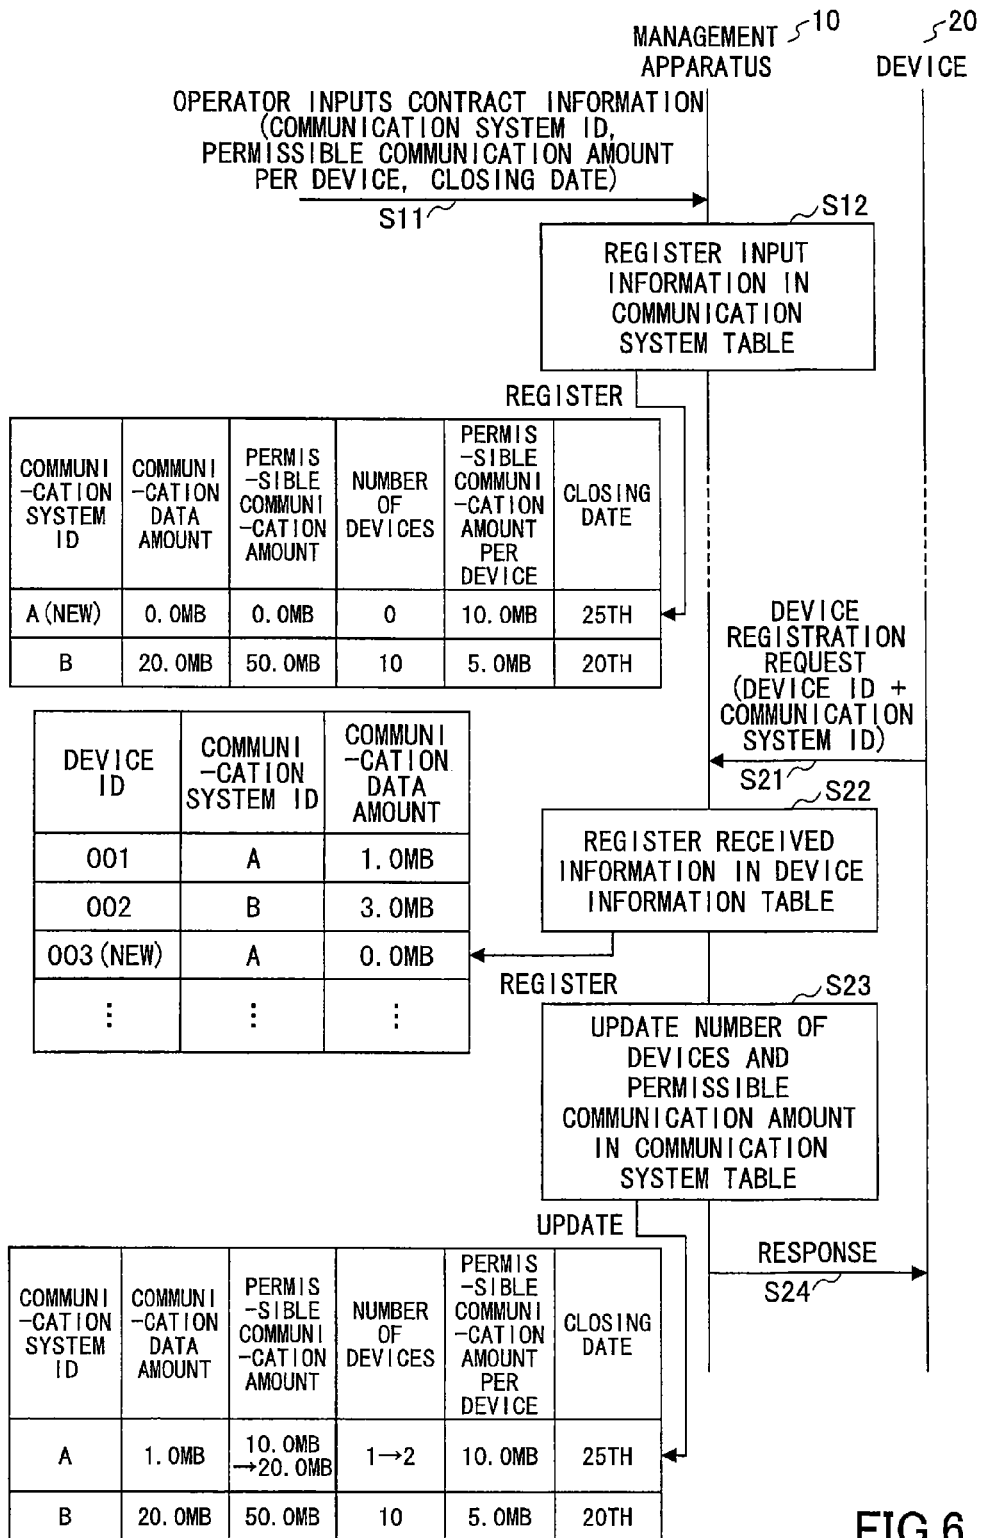 MANAGEMENT 10
APPARATUS
20
DEVICE
OPERATOR INPUTS CONTRACT INFORMATION
(COMMUNICATION SYSTEM ID,
PERMISSIBLE COMMUNICATION AMOUNT
PER DEVICE, CLOSING DATE)
S11
S12
REGISTER INPUT
INFORMATION IN
COMMUNICATION
SYSTEM TABLE
REGISTER
COMMUNI
-CATION
SYSTEM
ID
COMMUNI
-CATION
DATA
AMOUNT
PERMIS
-SIBLE
COMMUNI
-CATION
AMOUNT
NUMBER
OF
DEVICES
PERMIS
-SIBLE
COMMUNI
-CATION
AMOUNT
PER
DEVICE
CLOSING
DATE
A(NEW) 0.0MB 0.0MB 0 10.0MB 25TH
B 20.0MB 50.0MB 10 5.0MB 20TH
DEVICE
REGISTRATION
REQUEST
(DEVICE ID +
COMMUNICATION
SYSTEM ID)
S21
DEVICE
ID
COMMUNI
-CATION
SYSTEM ID
COMMUNI
-CATION
DATA
AMOUNT
001 A 1.0MB
002 B 3.0MB
003(NEW) A 0.0MB
⋮ ⋮ ⋮
S22
REGISTER RECEIVED
INFORMATION IN DEVICE
INFORMATION TABLE
REGISTER
S23
UPDATE NUMBER OF
DEVICES AND
PERMISSIBLE
COMMUNICATION AMOUNT
IN COMMUNICATION
SYSTEM TABLE
UPDATE
RESPONSE
S24
COMMUNI
-CATION
SYSTEM
ID
COMMUNI
-CATION
DATA
AMOUNT
PERMIS
-SIBLE
COMMUNI
-CATION
AMOUNT
NUMBER
OF
DEVICES
PERMIS
-SIBLE
COMMUNI
-CATION
AMOUNT
PER
DEVICE
CLOSING
DATE
A 1.0MB 10.0MB
→20.0MB 1→2 10.0MB 25TH
B 20.0MB 50.0MB 10 5.0MB 20TH
FIG.6